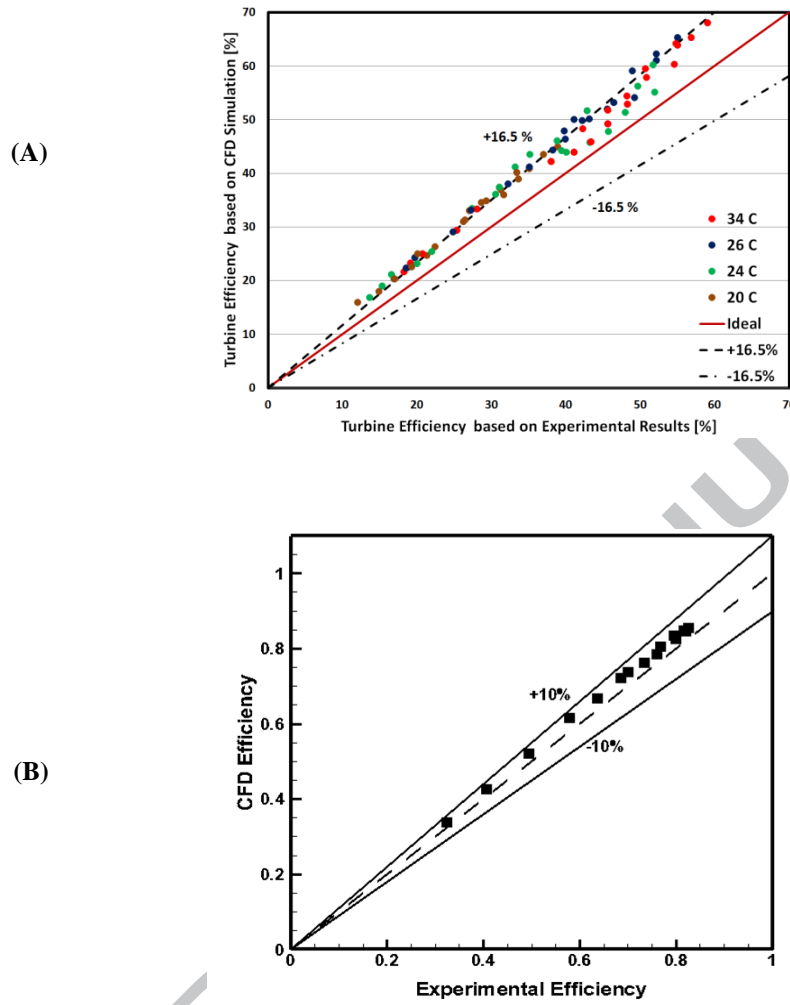 (A)
Turbine Efficiency based on CFD Simulation [%]
70
60
50
40
30
20
10
0
+16.5%
-16.5 %
34 C
26 C
24 C
20 C
Ideal
+16.5%
-16.5%
0 10 20 30 40 50 60 70
Turbine Efficiency based on Experimental Results [%]
(B)
CFD Efficiency
1
0.8
0.6
0.4
0.2
0
+10%
-10%
0 0.2 0.4 0.6 0.8 1
Experimental Efficiency